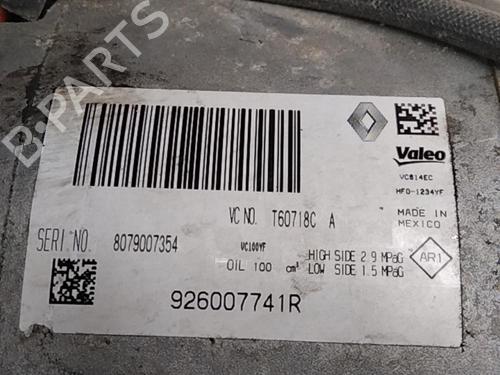 B-PARTS
Valeo
VCS14EC
HFO-1234YF
VC NO. T60718C A
MADE IN
MEXICO
SERI NO. 8079007354
VC100YF
OIL 100 cm³
HIGH SIDE 2.9 MPaG
LOW SIDE 1.5 MPaG
AR1
926007741R